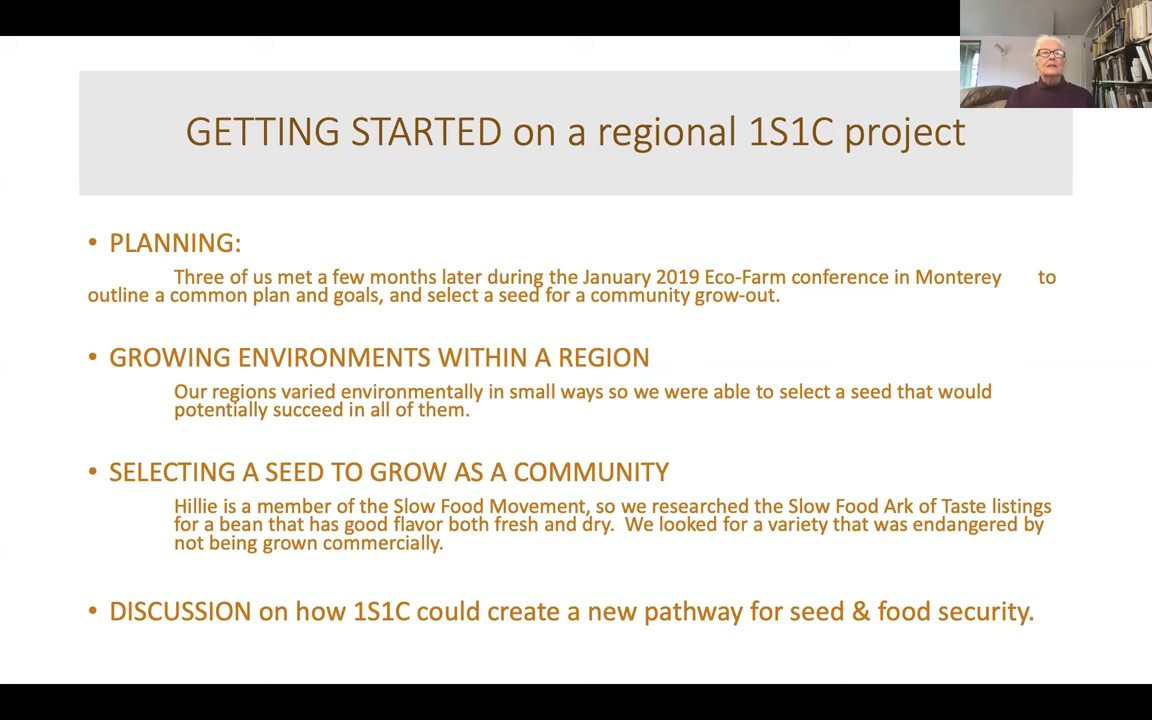 GETTING STARTED on a regional 1S1C project
• PLANNING:
Three of us met a few months later during the January 2019 Eco-Farm conference in Monterey to
outline a common plan and goals, and select a seed for a community grow-out.
• GROWING ENVIRONMENTS WITHIN A REGION
Our regions varied environmentally in small ways so we were able to select a seed that would
potentially succeed in all of them.
• SELECTING A SEED TO GROW AS A COMMUNITY
Hillie is a member of the Slow Food Movement, so we researched the Slow Food Ark of Taste listings
for a bean that has good flavor both fresh and dry. We looked for a variety that was endangered by
not being grown commercially.
• DISCUSSION on how 1S1C could create a new pathway for seed & food security.